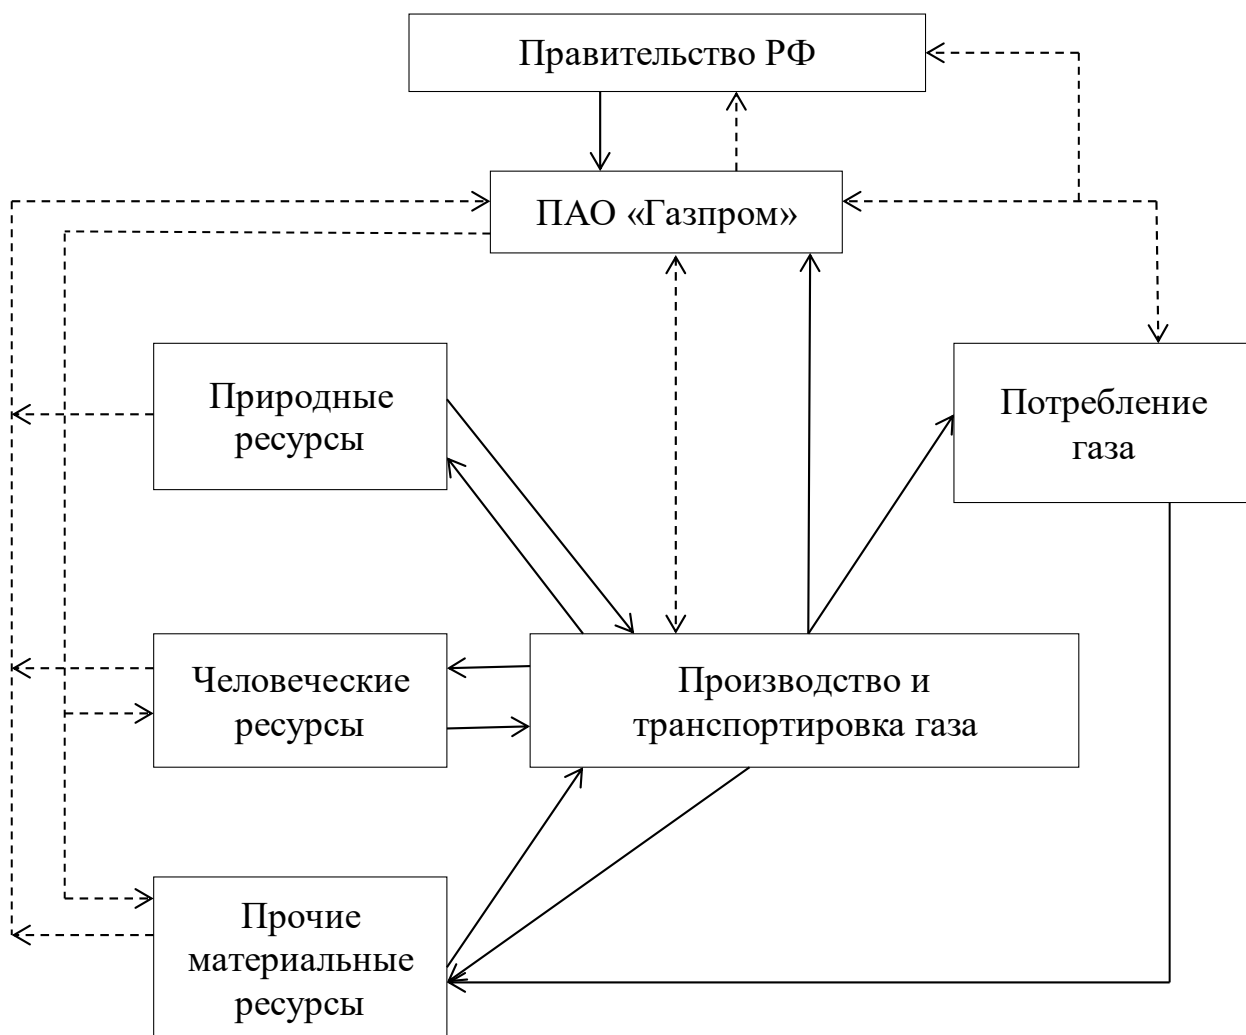 Правительство РФ
ПАО «Газпром»
Природные
ресурсы
Потребление
газа
Человеческие
ресурсы
Производство и
транспортировка газа
Прочие
материальные
ресурсы